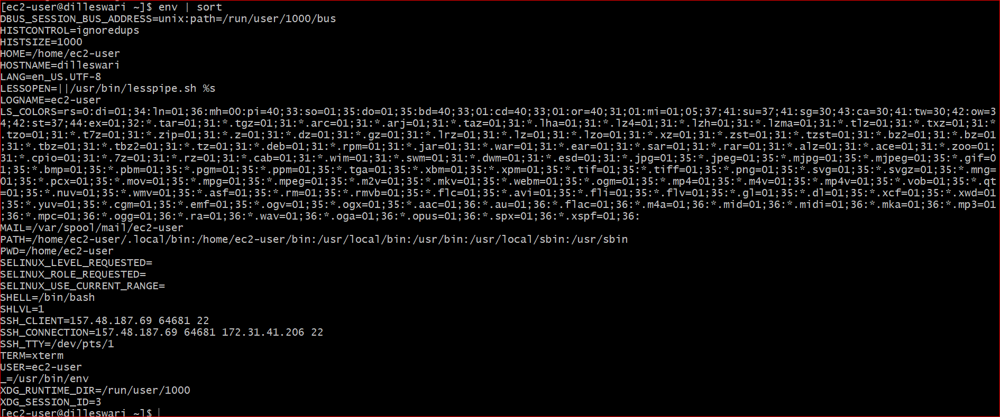 [ec2-user@dilleswari ~]$ env | sort
DBUS_SESSION_BUS_ADDRESS=unix:path=/run/user/1000/bus
HISTCONTROL=ignoredups
HISTSIZE=1000
HOME=/home/ec2-user
HOSTNAME=dilleswari
LANG=en_US.UTF-8
LESSOPEN=||/usr/bin/lesspipe.sh %s
LOGNAME=ec2-user
LS_COLORS=rs=0:di=01;34:ln=01;36:mh=00:pi=40;33:so=01;35:do=01;35:bd=40;33;01:cd=40;33;01:or=40;31;01:mi=01;05;37;41:su=37;41:sg=30;43:ca=30;41:tw=30;42:ow=3
4;42:st=37;44:ex=01;32:*.tar=01;31:*.tgz=01;31:*.arc=01;31:*.arj=01;31:*.taz=01;31:*.lha=01;31:*.lz4=01;31:*.lzh=01;31:*.lzma=01;31:*.tlz=01;31:*.txz=01;31:*
.tzo=01;31:*.t7z=01;31:*.zip=01;31:*.z=01;31:*.dz=01;31:*.gz=01;31:*.lrz=01;31:*.lz=01;31:*.lzo=01;31:*.xz=01;31:*.zst=01;31:*.tzst=01;31:*.bz2=01;31:*.bz=01
;31:*.tbz=01;31:*.tbz2=01;31:*.tz=01;31:*.deb=01;31:*.rpm=01;31:*.jar=01;31:*.war=01;31:*.ear=01;31:*.sar=01;31:*.rar=01;31:*.alz=01;31:*.ace=01;31:*.zoo=01;
31:*.cpio=01;31:*.7z=01;31:*.rz=01;31:*.cab=01;31:*.wim=01;31:*.swm=01;31:*.dwm=01;31:*.esd=01;31:*.jpg=01;35:*.jpeg=01;35:*.mjpg=01;35:*.mjpeg=01;35:*.gif=0
1;35:*.bmp=01;35:*.pbm=01;35:*.pgm=01;35:*.ppm=01;35:*.tga=01;35:*.xbm=01;35:*.xpm=01;35:*.tif=01;35:*.tiff=01;35:*.png=01;35:*.svg=01;35:*.svgz=01;35:*.mng=
01;35:*.pcx=01;35:*.mov=01;35:*.mpg=01;35:*.mpeg=01;35:*.m2v=01;35:*.mkv=01;35:*.webm=01;35:*.ogm=01;35:*.mp4=01;35:*.m4v=01;35:*.mp4v=01;35:*.vob=01;35:*.qt
=01;35:*.nuv=01;35:*.wmv=01;35:*.asf=01;35:*.rm=01;35:*.rmvb=01;35:*.flc=01;35:*.avi=01;35:*.fli=01;35:*.flv=01;35:*.gl=01;35:*.dl=01;35:*.xcf=01;35:*.xwd=01
;35:*.yuv=01;35:*.cgm=01;35:*.emf=01;35:*.ogv=01;35:*.ogx=01;35:*.aac=01;36:*.au=01;36:*.flac=01;36:*.m4a=01;36:*.mid=01;36:*.midi=01;36:*.mka=01;36:*.mp3=01
;36:*.mpc=01;36:*.ogg=01;36:*.ra=01;36:*.wav=01;36:*.oga=01;36:*.opus=01;36:*.spx=01;36:*.xspf=01;36:
MAIL=/var/spool/mail/ec2-user
PATH=/home/ec2-user/.local/bin:/home/ec2-user/bin:/usr/local/bin:/usr/bin:/usr/local/sbin:/usr/sbin
PWD=/home/ec2-user
SELINUX_LEVEL_REQUESTED=
SELINUX_ROLE_REQUESTED=
SELINUX_USE_CURRENT_RANGE=
SHELL=/bin/bash
SHLVL=1
SSH_CLIENT=157.48.187.69 64681 22
SSH_CONNECTION=157.48.187.69 64681 172.31.41.206 22
SSH_TTY=/dev/pts/1
TERM=xterm
USER=ec2-user
_=/usr/bin/env
XDG_RUNTIME_DIR=/run/user/1000
XDG_SESSION_ID=3
[ec2-user@dilleswari ~]$